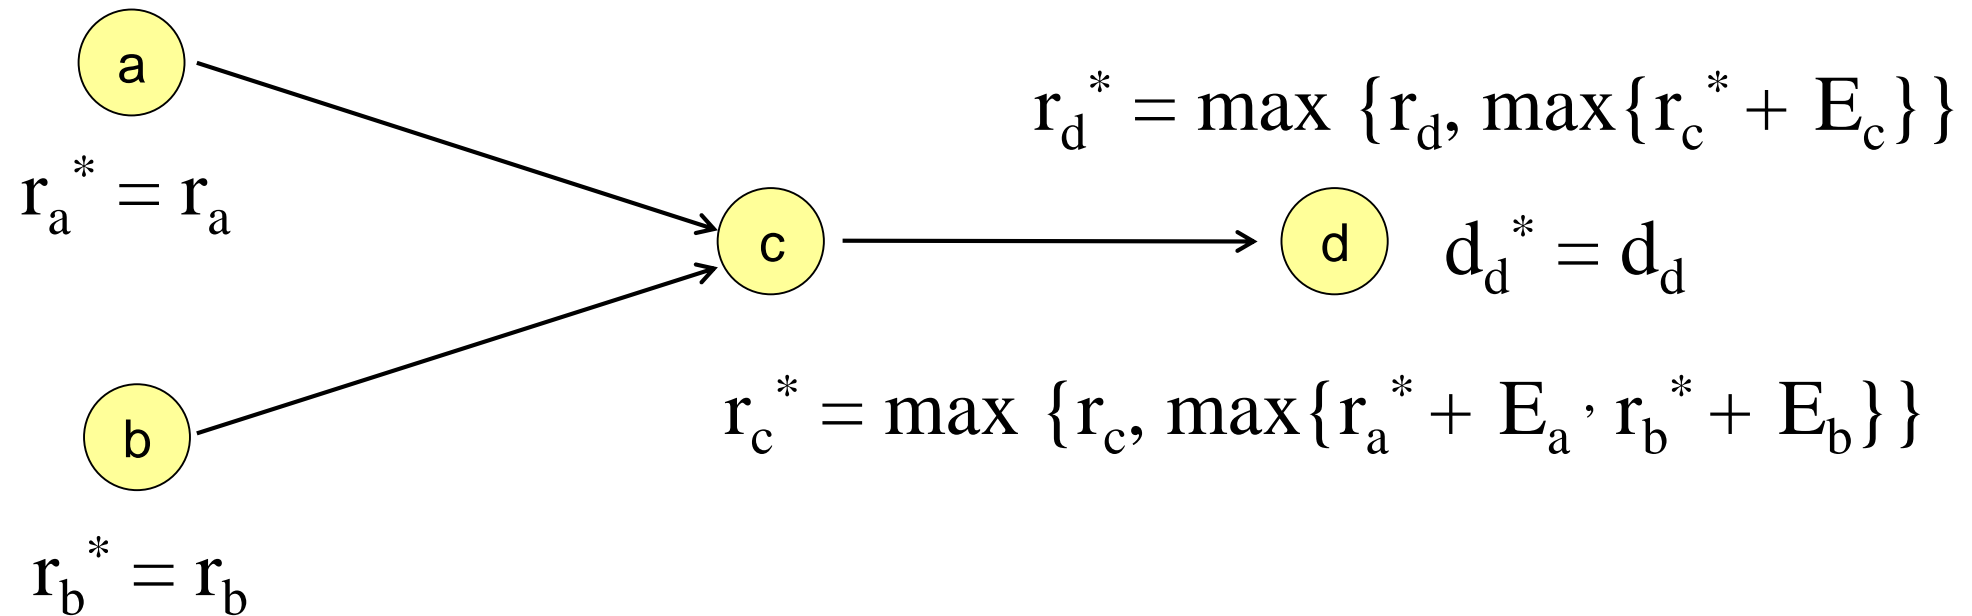 a
r_d^* = max {r_d, max{r_c^* + E_c}}
r_a^* = r_a
c
d
d_d^* = d_d
b
r_c^* = max {r_c, max{r_a^* + E_a, r_b^* + E_b}}
r_b^* = r_b